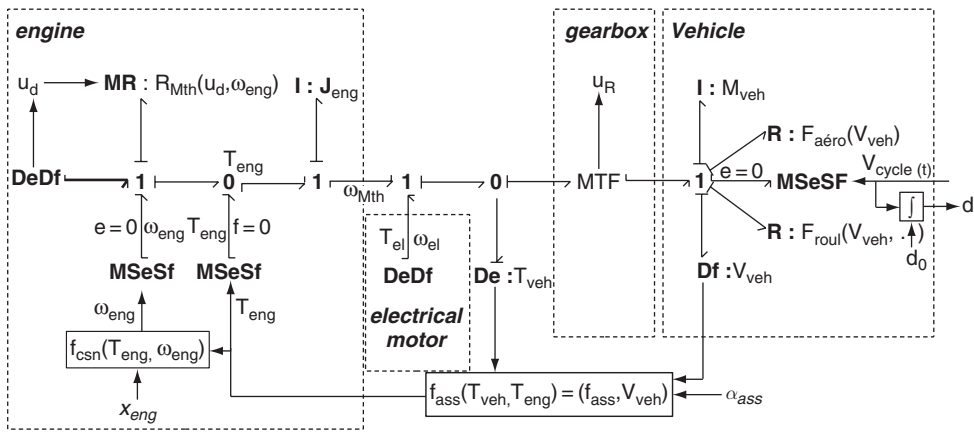 engine
gearbox
Vehicle
u_d MR : R_Mth(u_d,ω_eng) I : J_eng
u_R
I : M_veh
R : F_aéro(V_veh)
T_eng
V_cycle (t)
DeDf 1 0 1 ω_Mth 1 0 MTF 1 e = 0 MSeSF
∫ d
e = 0 ω_eng T_eng f = 0
T_el ω_el
R : F_roul(V_veh, ..)
d_0
MSeSf MSeSf DeDf De : T_veh Df : V_veh
ω_eng T_eng
electrical
motor
f_csn(T_eng, ω_eng)
f_ass(T_veh,T_eng) = (f_ass,V_veh) α_ass
x_eng